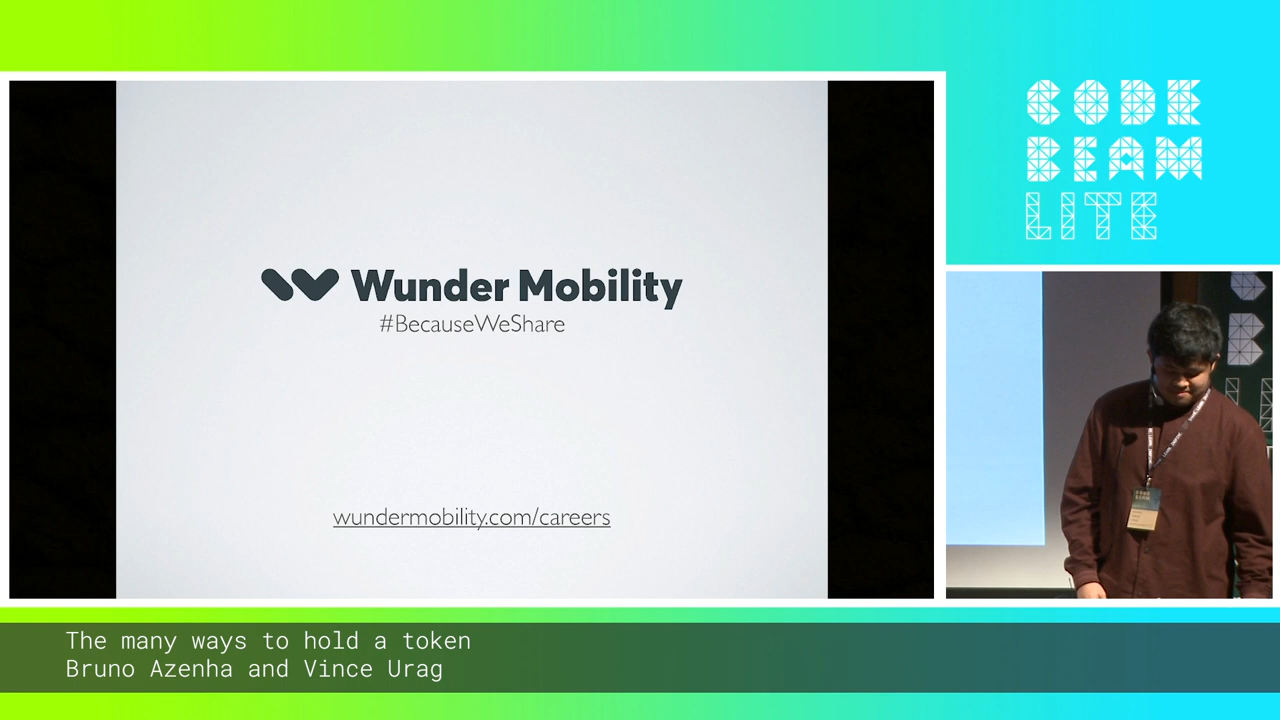 CODE
BEAM
LITE
Wunder Mobility
#BecauseWeShare
wundermobility.com/careers
The many ways to hold a token
Bruno Azenha and Vince Urag